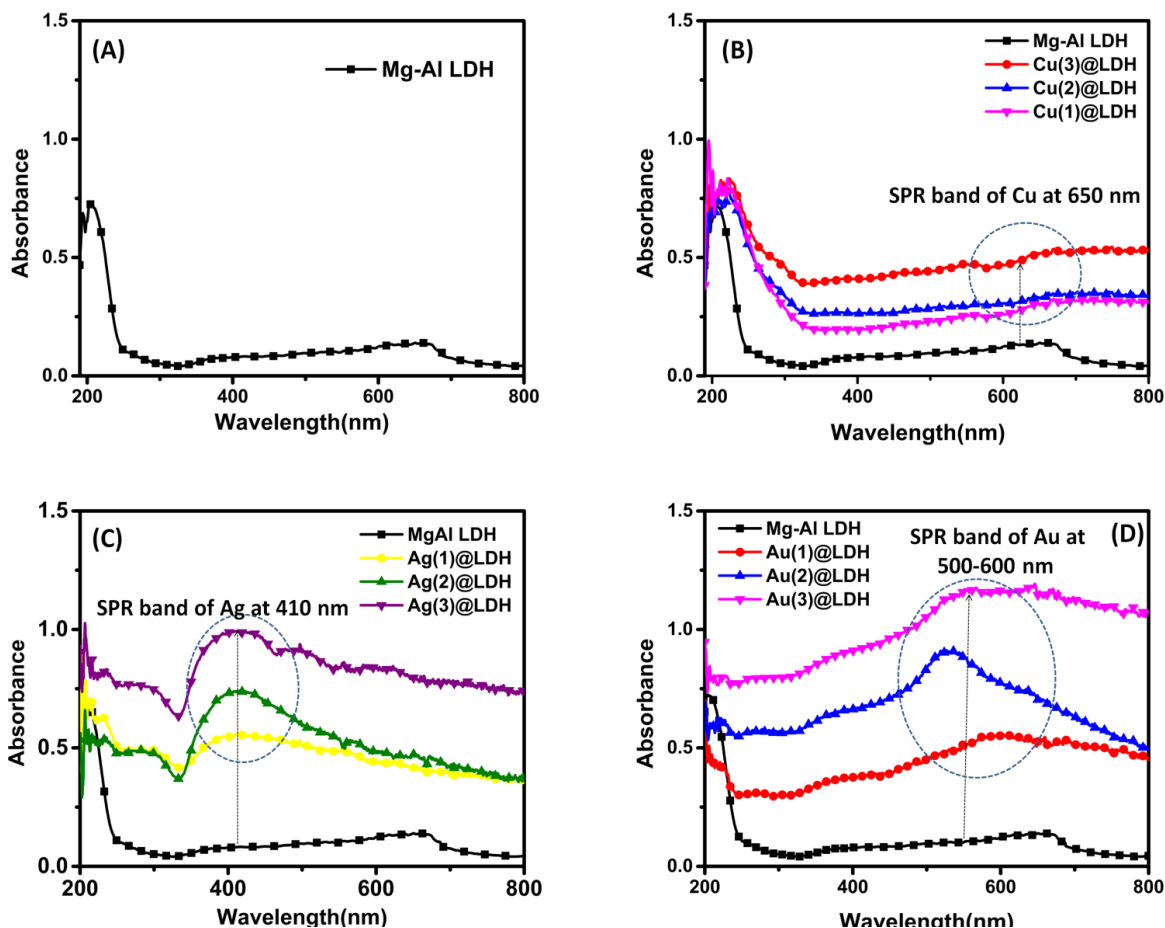 (A)
Mg-Al LDH
1.5
1.0
0.5
0.0
200 400 600 800
Absorbance
Wavelength(nm)
(B)
Mg-Al LDH
Cu(3)@LDH
Cu(2)@LDH
Cu(1)@LDH
SPR band of Cu at 650 nm
1.5
1.0
0.5
0.0
200 400 600 800
Absorbance
Wavelength(nm)
(C)
MgAl LDH
Ag(1)@LDH
Ag(2)@LDH
Ag(3)@LDH
SPR band of Ag at 410 nm
1.5
1.0
0.5
0.0
200 400 600 800
Absorbance
Wavelength(nm)
(D)
Mg-Al LDH
Au(1)@LDH
Au(2)@LDH
Au(3)@LDH
SPR band of Au at
500-600 nm
1.5
1.0
0.5
0.0
200 400 600 800
Absorbance
Wavelength(nm)